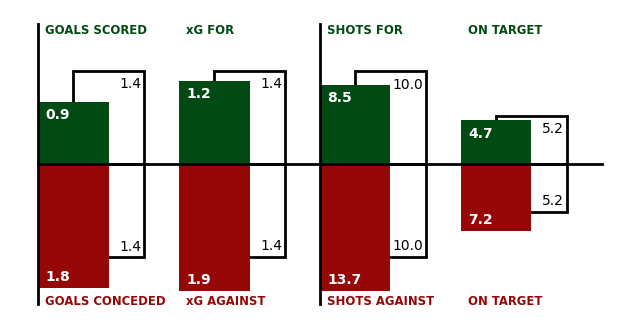 GOALS SCORED xG FOR SHOTS FOR ON TARGET
1.4 1.4 10.0
0.9 1.2 8.5 4.7 5.2
1.4 1.4 10.0 5.2
1.8 1.9 13.7 7.2
GOALS CONCEDED xG AGAINST SHOTS AGAINST ON TARGET